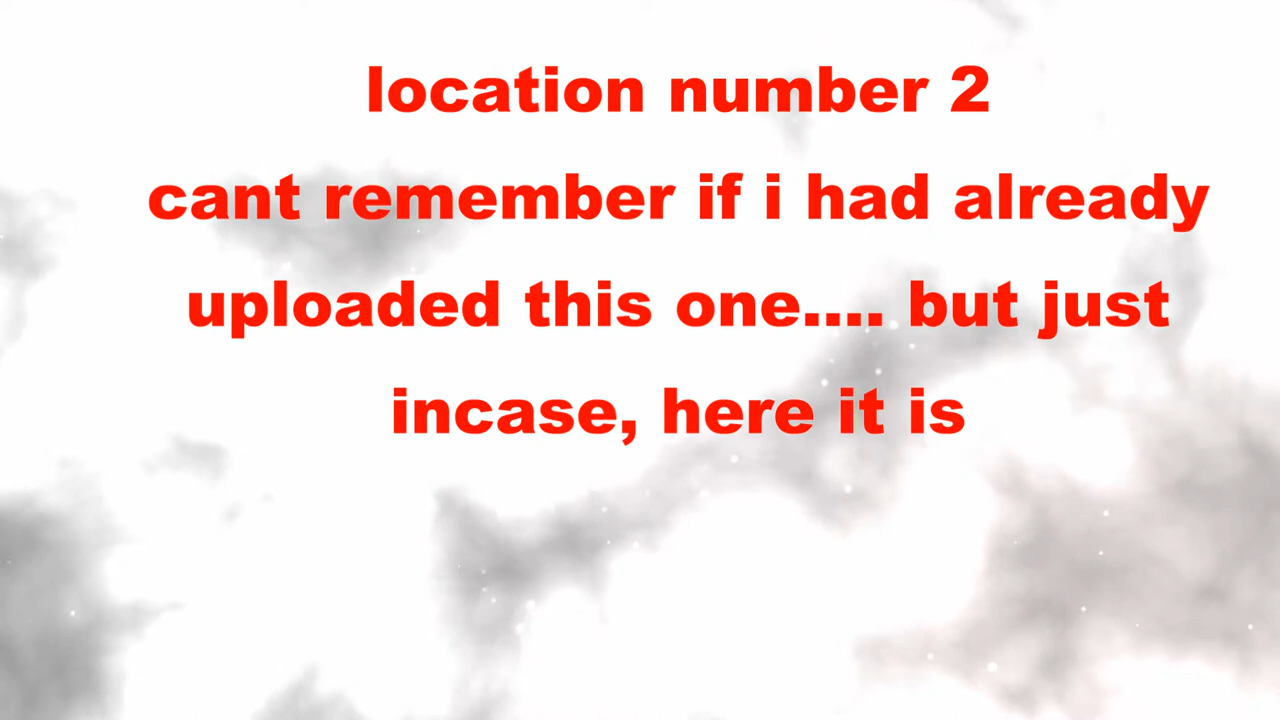 location number 2
cant remember if i had already
uploaded this one.... but just
incase, here it is